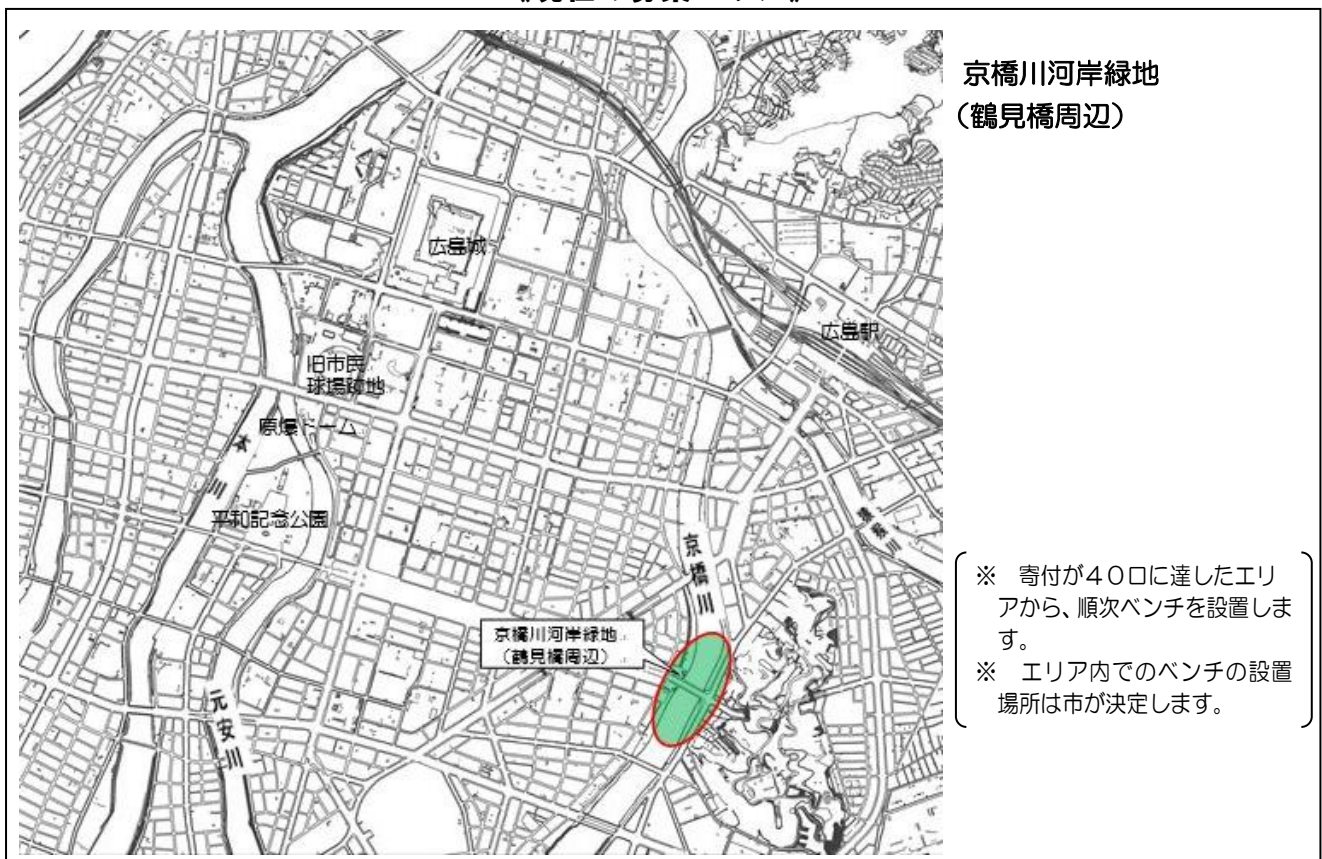 京橋川河岸緑地
(鶴見橋周辺)
広島城
広島駅
旧市民
球場跡地
原爆ドーム
本川
平和記念公園
京橋川
京橋川河岸緑地
(鶴見橋周辺)
元安川
※ 寄付が40口に達したエリ
アから、順次ベンチを設置しま
す。
※ エリア内でのベンチの設置
場所は市が決定します。